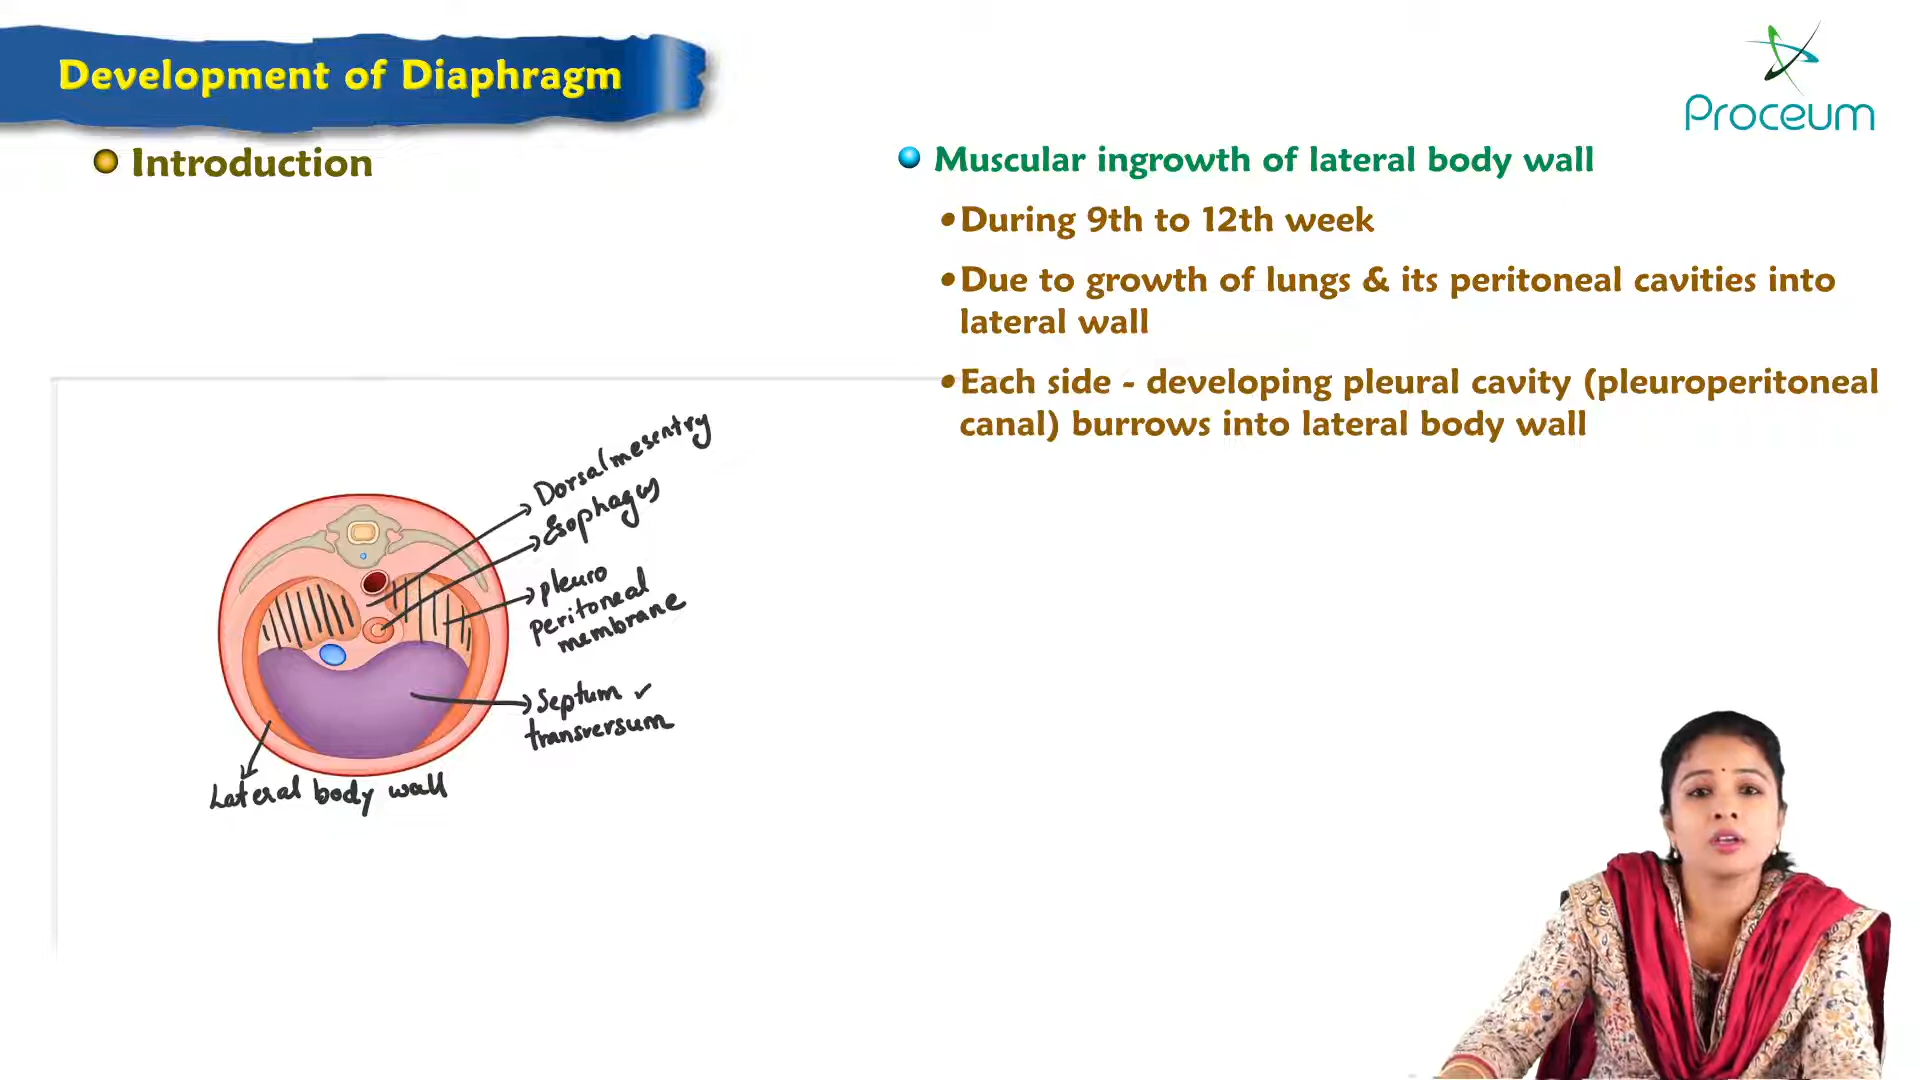 Development of Diaphragm
Proceum
Introduction
Muscular ingrowth of lateral body wall
•During 9th to 12th week
•Due to growth of lungs & its peritoneal cavities into
lateral wall
•Each side - developing pleural cavity (pleuroperitoneal
canal) burrows into lateral body wall
Dorsalmesentry
Esophagus
pleuro
peritoneal
membrane
Septum ✓
transversum
Lateral body wall